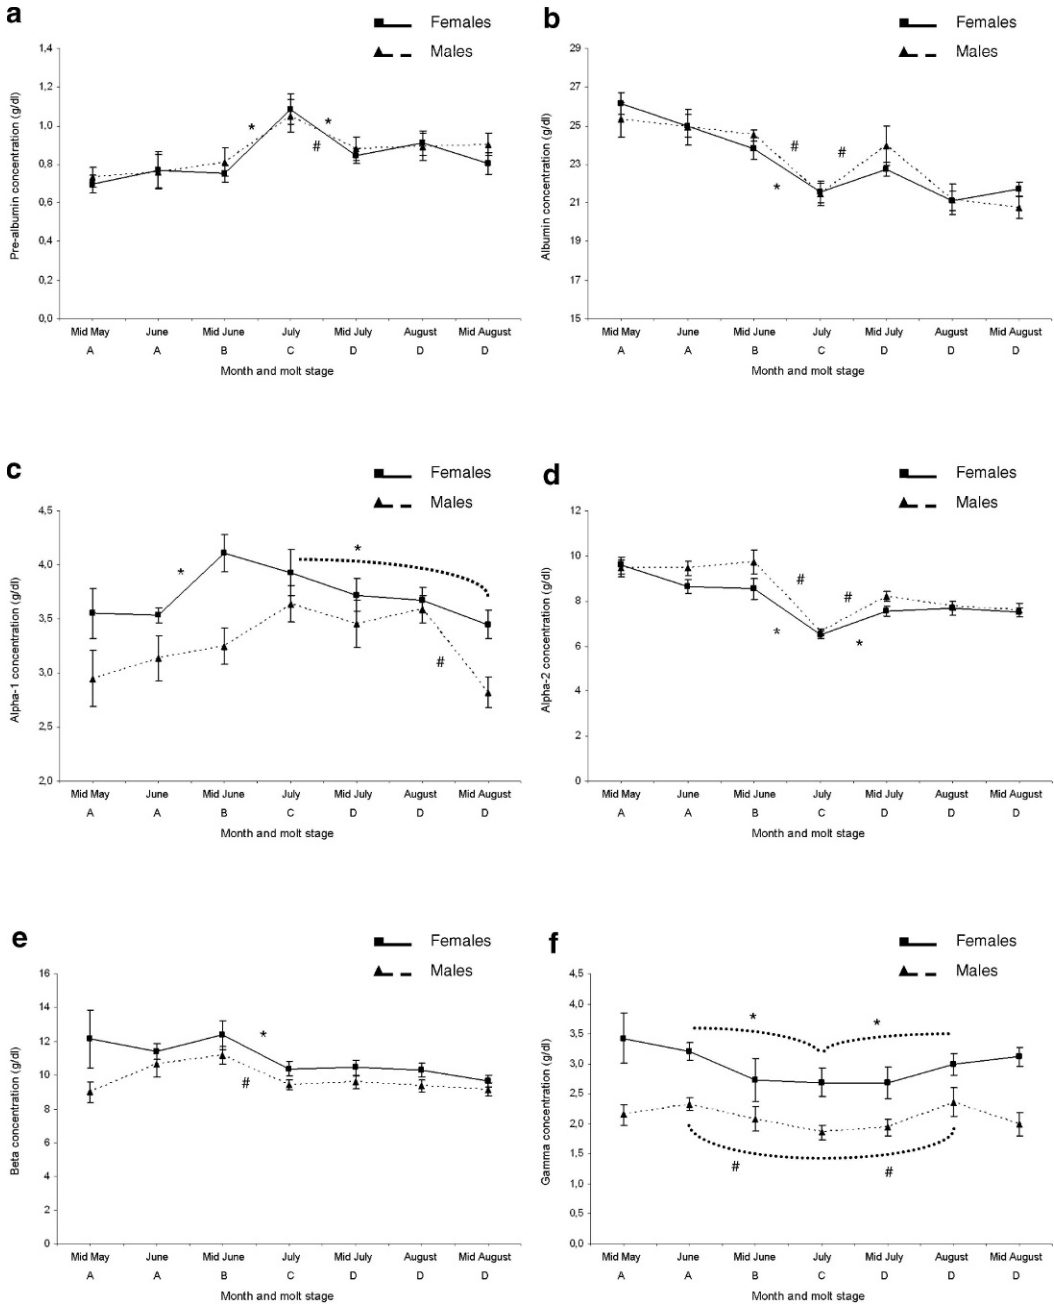 a
Females
Males
Pre-albumin concentration (g/dl)
1,4
1,2
1,0
0,8
0,6
0,4
0,2
0,0
* * #
Mid May June Mid June July Mid July August Mid August
A A B C D D D
Month and molt stage
b
Females
Males
Albumin concentration (g/dl)
29
27
25
23
21
19
17
15
# #
*
Mid May June Mid June July Mid July August Mid August
A A B C D D D
Month and molt stage
c
Females
Males
Alpha-1 concentration (g/dl)
4,5
4,0
3,5
3,0
2,5
2,0
* *
#
Mid May June Mid June July Mid July August Mid August
A A B C D D D
Month and molt stage
d
Females
Males
Alpha-2 concentration (g/dl)
12
10
8
6
4
2
0
# #
* *
Mid May June Mid June July Mid July August Mid August
A A B C D D D
Month and molt stage
e
Females
Males
Beta concentration (g/dl)
16
14
12
10
8
6
4
2
0
*
#
Mid May June Mid June July Mid July August Mid August
A A B C D D D
Month and molt stage
f
Females
Males
Gamma concentration (g/dl)
4,5
4,0
3,5
3,0
2,5
2,0
1,5
1,0
0,5
0,0
* *
# #
Mid May June Mid June July Mid July August Mid August
A A B C D D D
Month and molt stage